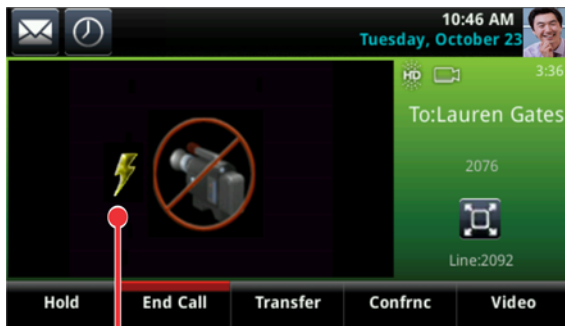 10:46 AM
Tuesday, October 23
HD
3:36
To:Lauren Gates
2076
Line:2092
Hold
End Call
Transfer
Confrnc
Video